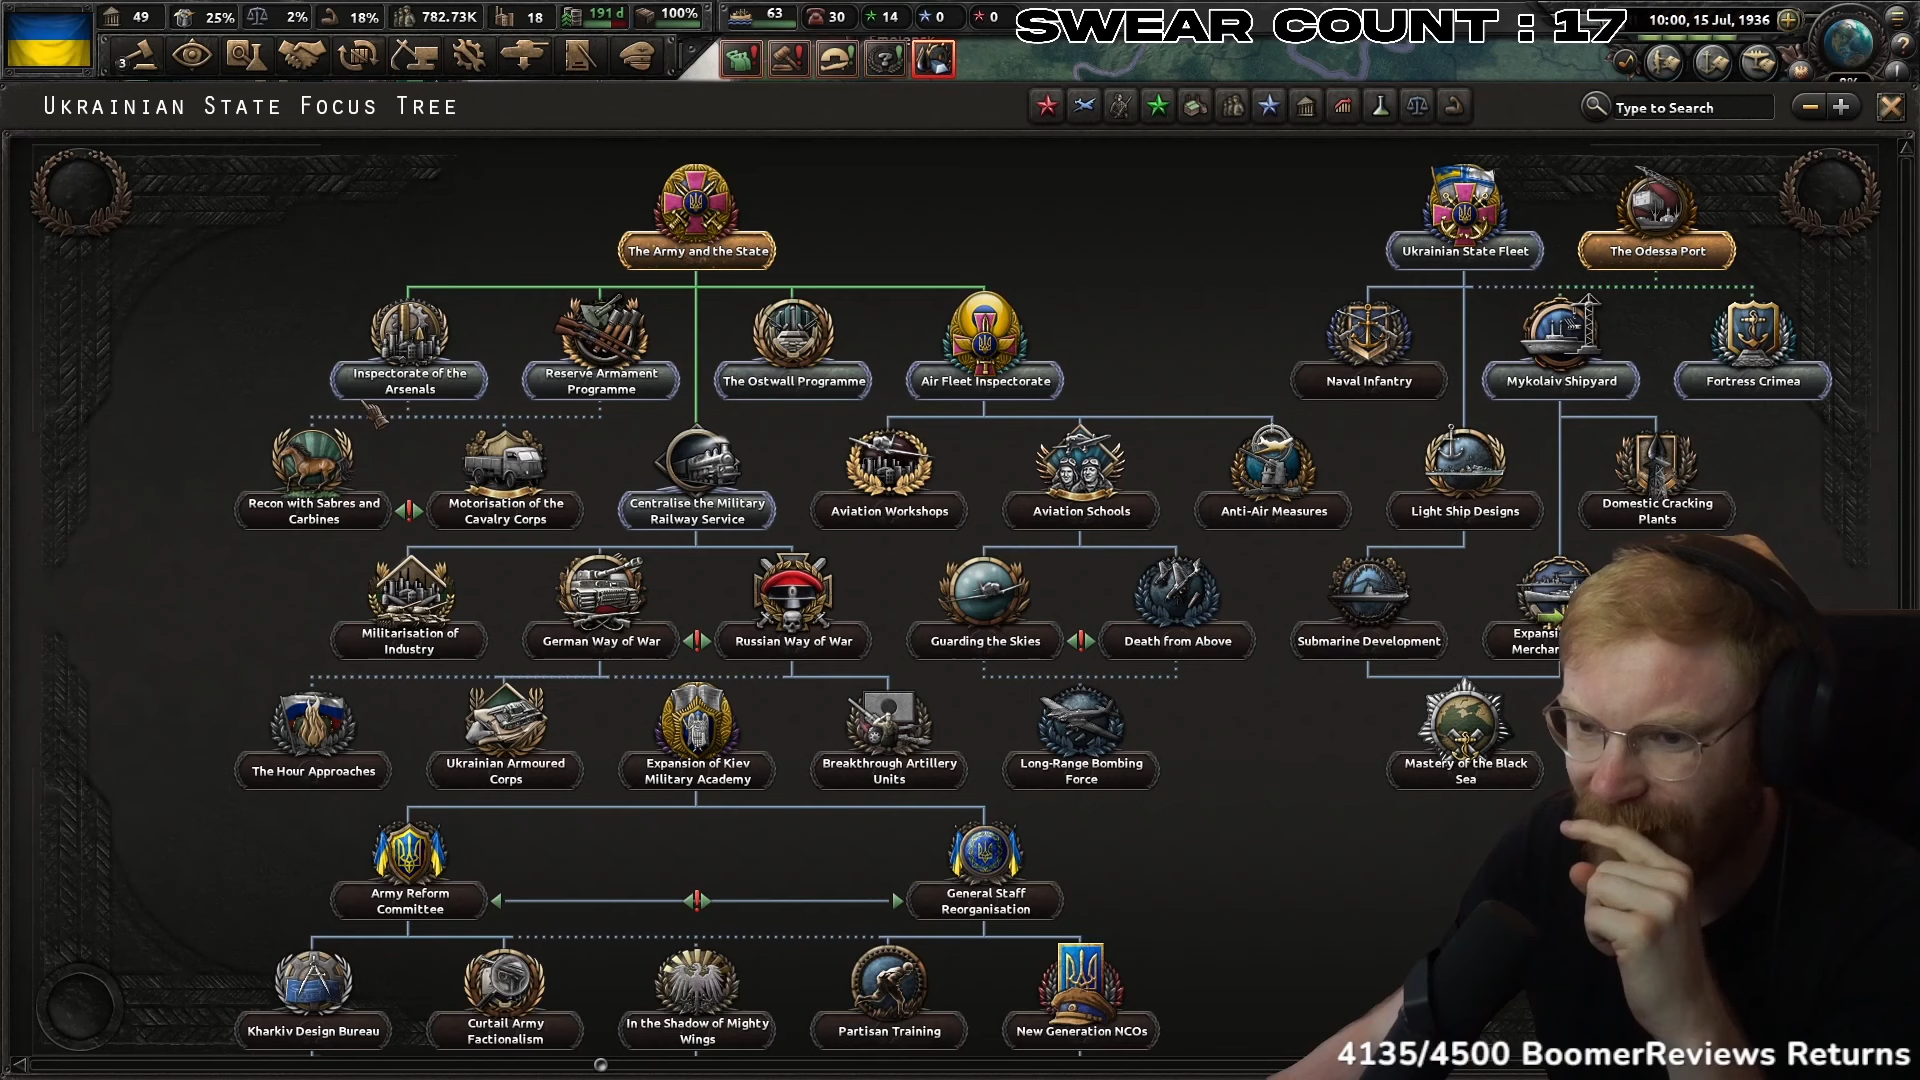 49
25%
2%
18%
782.73K
18
191 d
100%
63
30
14
0
0
SWEAR COUNT : 17
10:00, 15 Jul, 1936
3
Ukrainian State Focus Tree
Type to Search
The Army and the State
Ukrainian State Fleet
The Odessa Port
Inspectorate of the
Arsenals
Reserve Armament
Programme
The Ostwall Programme
Air Fleet Inspectorate
Naval Infantry
Mykolaiv Shipyard
Fortress Crimea
Recon with Sabres and
Carbines
Motorisation of the
Cavalry Corps
Centralise the Military
Railway Service
Aviation Workshops
Aviation Schools
Anti-Air Measures
Light Ship Designs
Domestic Cracking
Plants
Militarisation of
Industry
German Way of War
Russian Way of War
Guarding the Skies
Death from Above
Submarine Development
The Hour Approaches
Ukrainian Armoured
Corps
Expansion of Kiev
Military Academy
Breakthrough Artillery
Units
Long-Range Bombing
Force
Mastery of the Black
Sea
Army Reform
Committee
General Staff
Reorganisation
Kharkiv Design Bureau
Curtail Army
Factionalism
In the Shadow of Mighty
Wings
Partisan Training
New Generation NCOs
4135/4500 BoomerReviews Returns